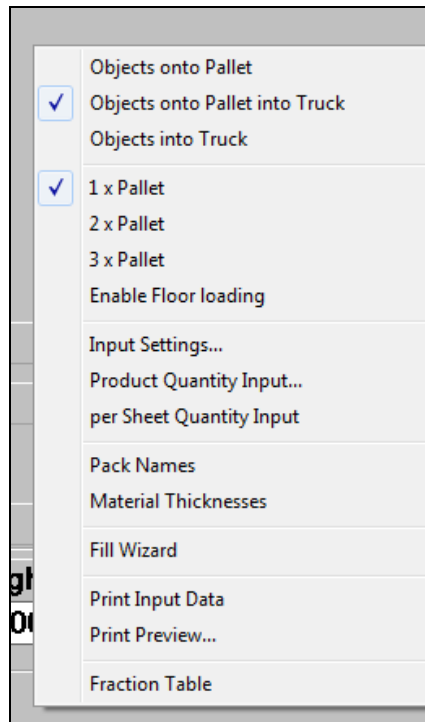 Objects onto Pallet
Objects onto Pallet into Truck
Objects into Truck
1 x Pallet
2 x Pallet
3 x Pallet
Enable Floor loading
Input Settings...
Product Quantity Input...
per Sheet Quantity Input
Pack Names
Material Thicknesses
Fill Wizard
Print Input Data
Print Preview...
Fraction Table